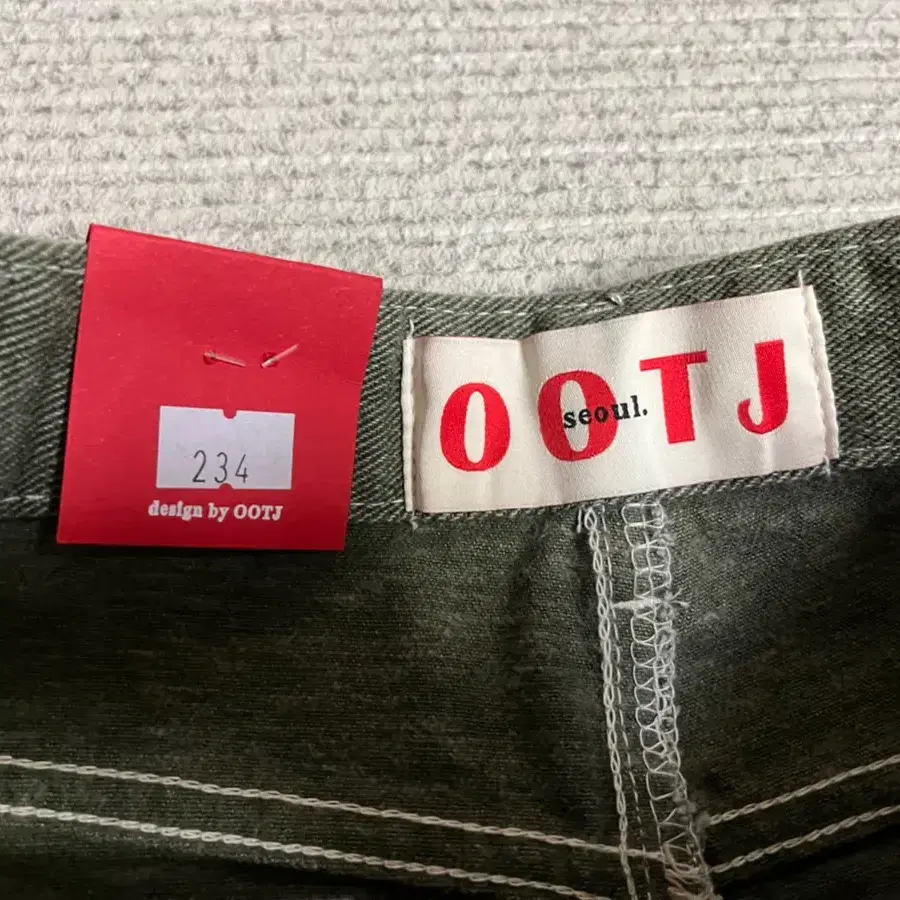 234
design by OOTJ
OOTJ
seoul.